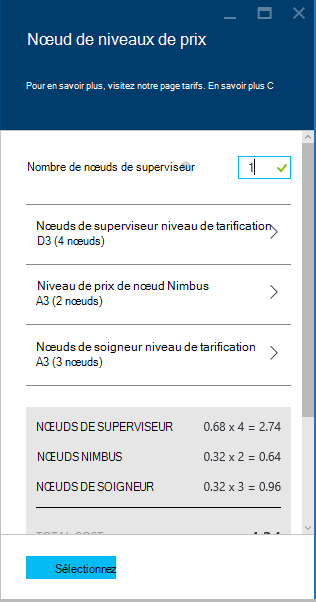 Nœud de niveaux de prix
Pour en savoir plus, visitez notre page tarifs. En savoir plus C
Nombre de nœuds de superviseur 1
Nœuds de superviseur niveau de tarification
D3 (4 nœuds)
Niveau de prix de nœud Nimbus
A3 (2 nœuds)
Nœuds de soigneur niveau de tarification
A3 (3 nœuds)
NŒUDS DE SUPERVISEUR 0.68 x 4 = 2.74
NŒUDS NIMBUS 0.32 x 2 = 0.64
NŒUDS DE SOIGNEUR 0.32 x 3 = 0.96
TOTAL COST
Sélectionnez